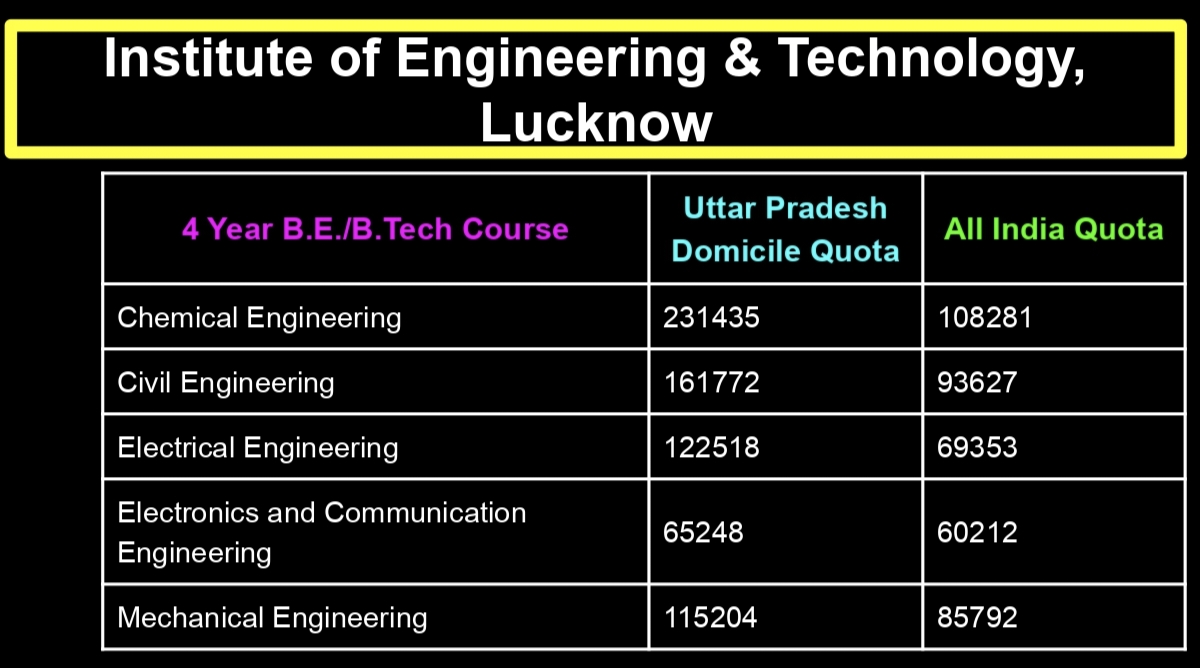 Institute of Engineering & Technology,
Lucknow
4 Year B.E./B.Tech Course
Uttar Pradesh
Domicile Quota
All India Quota
Chemical Engineering 231435 108281
Civil Engineering 161772 93627
Electrical Engineering 122518 69353
Electronics and Communication
Engineering
65248 60212
Mechanical Engineering 115204 85792